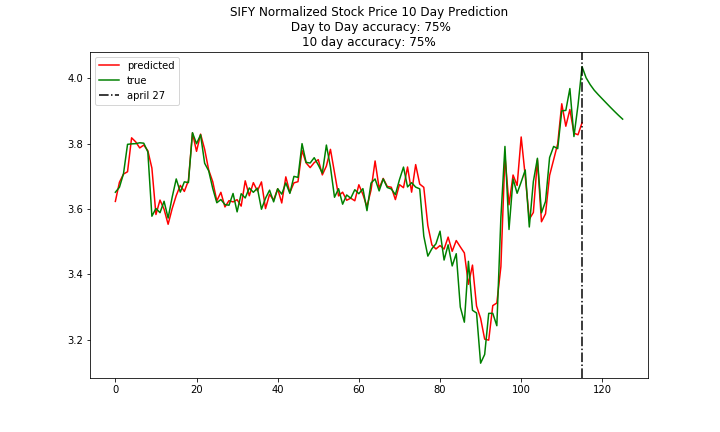 SIFY Normalized Stock Price 10 Day Prediction
Day to Day accuracy: 75%
10 day accuracy: 75%
predicted
true
april 27
4.0
3.8
3.6
3.4
3.2
0 20 40 60 80 100 120